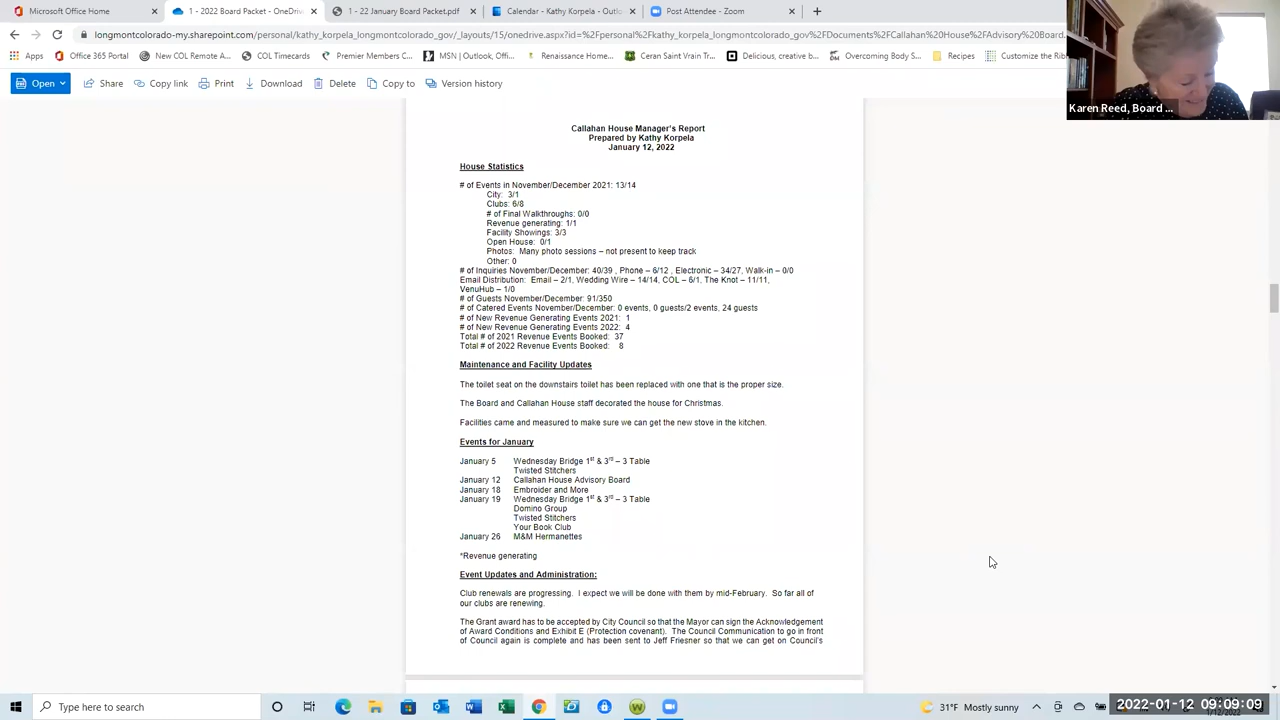 Microsoft Office Home
1 - 2022 Board Packet - OneDriv
1 - 22 January Board Packet.pdf
Calendar - Kathy Korpela - Outlo
Post Attendee - Zoom
longmontcolorado-my.sharepoint.com/personal/kathy_korpela_longmontcolorado_gov/_layouts/15/onedrive.aspx?id=%2Fpersonal%2Fkathy_korpela_longmontcolorado_gov%2FDocuments%2FCallahan%20House%2FAdvisory%20Board
Apps
Office 365 Portal
New COL Remote A...
COL Timecards
Premier Members C...
MSN | Outlook, Offi...
Renaissance Home...
Ceran Saint Vrain Tr...
Delicious, creative b...
Overcoming Body S...
Recipes
Customize the Rib
Open
Share
Copy link
Print
Download
Delete
Copy to
Version history
Karen Reed, Board ...
Callahan House Manager's Report
Prepared by Kathy Korpela
January 12, 2022
House Statistics
# of Events in November/December 2021: 13/14
City: 3/1
Clubs: 6/8
# of Final Walkthroughs: 0/0
Revenue generating: 1/1
Facility Showings: 3/3
Open House: 0/1
Photos: Many photo sessions – not present to keep track
Other: 0
# of Inquiries November/December: 40/39 , Phone – 6/12 , Electronic – 34/27, Walk-in – 0/0
Email Distribution: Email – 2/1, Wedding Wire – 14/14, COL – 6/1, The Knot – 11/11,
VenuHub – 1/0
# of Guests November/December: 91/350
# of Catered Events November/December: 0 events, 0 guests/2 events, 24 guests
# of New Revenue Generating Events 2021: 1
# of New Revenue Generating Events 2022: 4
Total # of 2021 Revenue Events Booked: 37
Total # of 2022 Revenue Events Booked: 8
Maintenance and Facility Updates
The toilet seat on the downstairs toilet has been replaced with one that is the proper size.
The Board and Callahan House staff decorated the house for Christmas.
Facilities came and measured to make sure we can get the new stove in the kitchen.
Events for January
January 5 Wednesday Bridge 1st & 3rd – 3 Table
Twisted Stitchers
January 12 Callahan House Advisory Board
January 18 Embroider and More
January 19 Wednesday Bridge 1st & 3rd – 3 Table
Domino Group
Twisted Stitchers
Your Book Club
January 26 M&M Hermanettes
*Revenue generating
Event Updates and Administration:
Club renewals are progressing. I expect we will be done with them by mid-February. So far all of
our clubs are renewing.
The Grant award has to be accepted by City Council so that the Mayor can sign the Acknowledgement
of Award Conditions and Exhibit E (Protection covenant). The Council Communication to go in front
of Council again is complete and has been sent to Jeff Friesner so that we can get on Council's
Type here to search
31°F Mostly sunny
2022-01-12 09:09:09